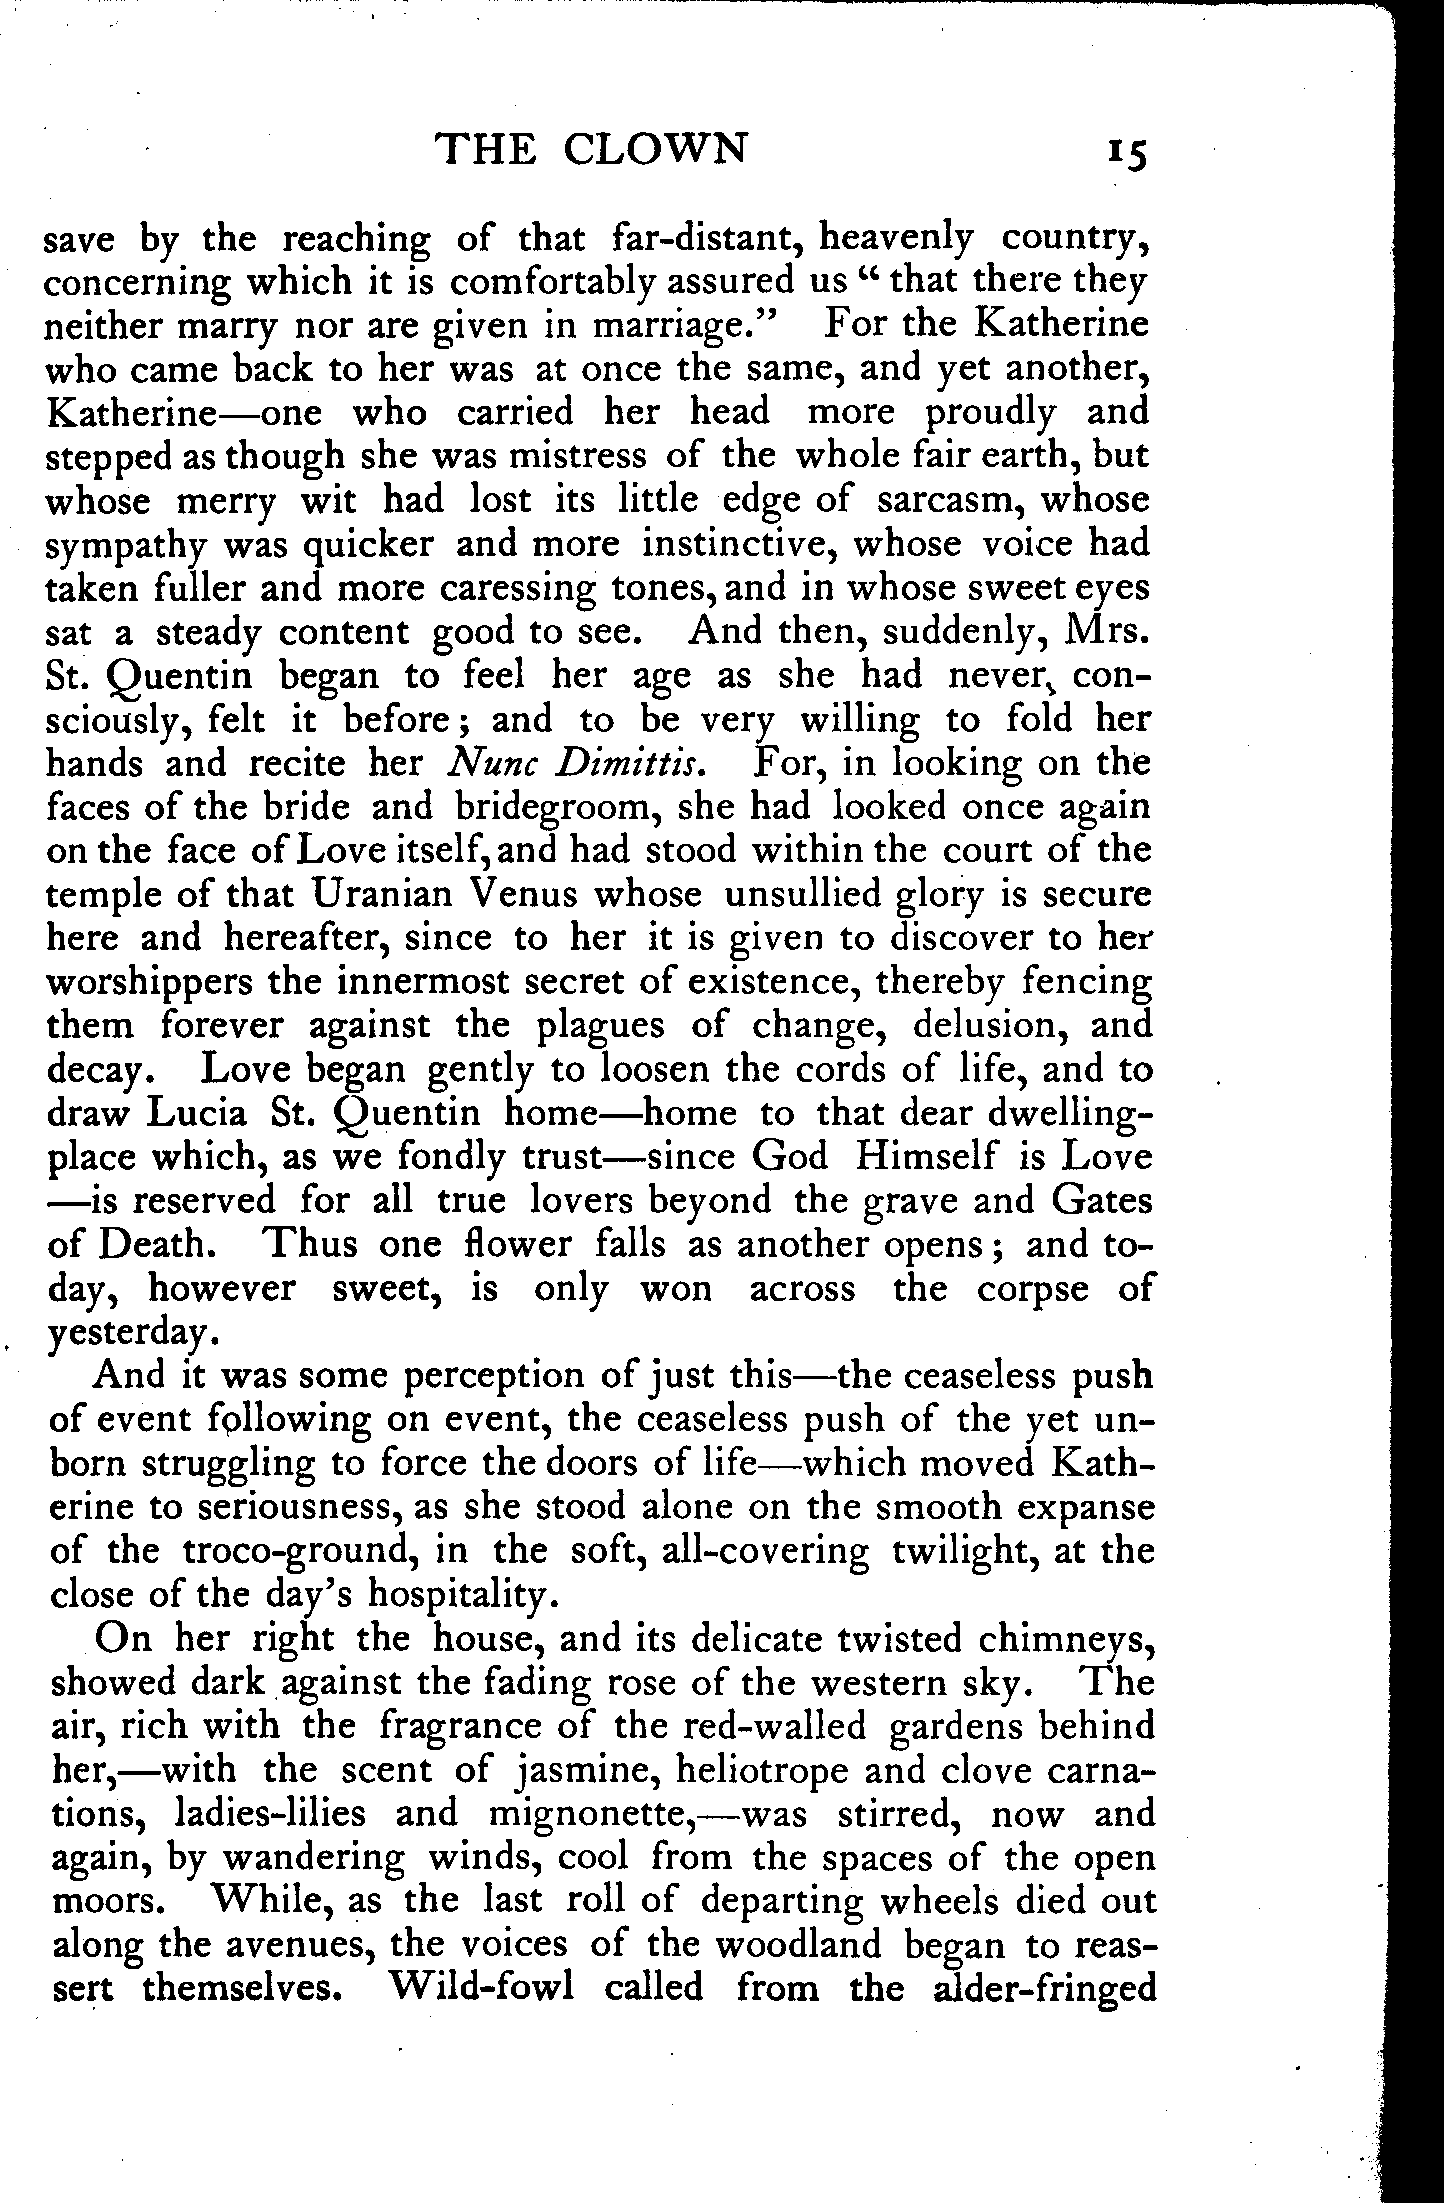 THE CLOWN 15
save by the reaching of that far-distant, heavenly country,
concerning which it is comfortably assured us “ that there they
neither marry nor are given in marriage.” For the Katherine
who came back to her was at once the same, and yet another,
Katherine—one who carried her head more proudly and
stepped as though she was mistress of the whole fair earth, but
whose merry wit had lost its little edge of sarcasm, whose
sympathy was quicker and more instinctive, whose voice had
taken fuller and more caressing tones, and in whose sweet eyes
sat a steady content good to see. And then, suddenly, Mrs.
St. Quentin began to feel her age as she had never, con-
sciously, felt it before ; and to be very willing to fold her
hands and recite her Nunc Dimittis. For, in looking on the
faces of the bride and bridegroom, she had looked once again
on the face of Love itself, and had stood within the court of the
temple of that Uranian Venus whose unsullied glory is secure
here and hereafter, since to her it is given to discover to her
worshippers the innermost secret of existence, thereby fencing
them forever against the plagues of change, delusion, and
decay. Love began gently to loosen the cords of life, and to
draw Lucia St. Quentin home—home to that dear dwelling-
place which, as we fondly trust—since God Himself is Love
—is reserved for all true lovers beyond the grave and Gates
of Death. Thus one flower falls as another opens ; and to-
day, however sweet, is only won across the corpse of
yesterday.
And it was some perception of just this—the ceaseless push
of event following on event, the ceaseless push of the yet un-
born struggling to force the doors of life—which moved Kath-
erine to seriousness, as she stood alone on the smooth expanse
of the troco-ground, in the soft, all-covering twilight, at the
close of the day’s hospitality.
On her right the house, and its delicate twisted chimneys,
showed dark against the fading rose of the western sky. The
air, rich with the fragrance of the red-walled gardens behind
her,—with the scent of jasmine, heliotrope and clove carna-
tions, ladies-lilies and mignonette,—was stirred, now and
again, by wandering winds, cool from the spaces of the open
moors. While, as the last roll of departing wheels died out
along the avenues, the voices of the woodland began to reas-
sert themselves. Wild-fowl called from the alder-fringed